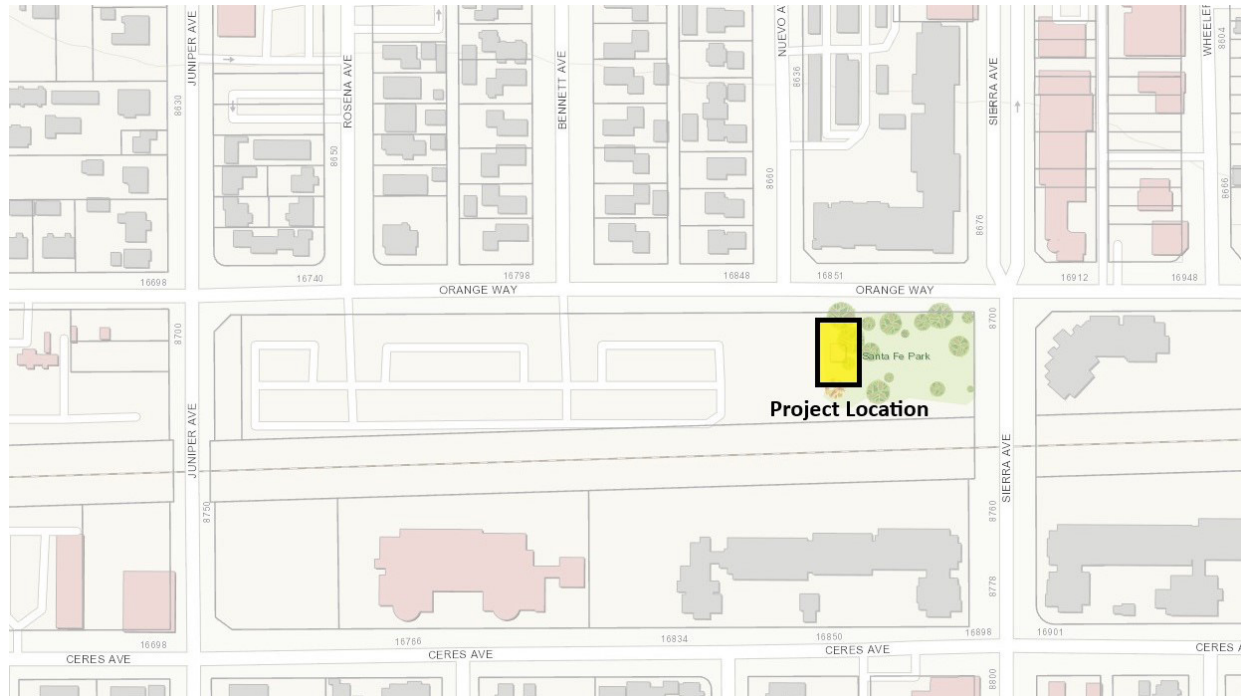 JUNIPER AVE
ROSENA AVE
BENNETT AVE
NUEVO A
SIERRA AVE
WHEELER
8604
8630
8636
8650
8660
8666
8676
16698
16740
16798
16848
16851
16912
16948
ORANGE WAY
ORANGE WAY
8700
8700
Santa Fe Park
Project Location
JUNIPER AVE
SIERRA AVE
8750
8760
8778
16698
16766
16834
16850
16898
16901
CERES AVE
CERES AVE
CERES AVE
CERES A
8800